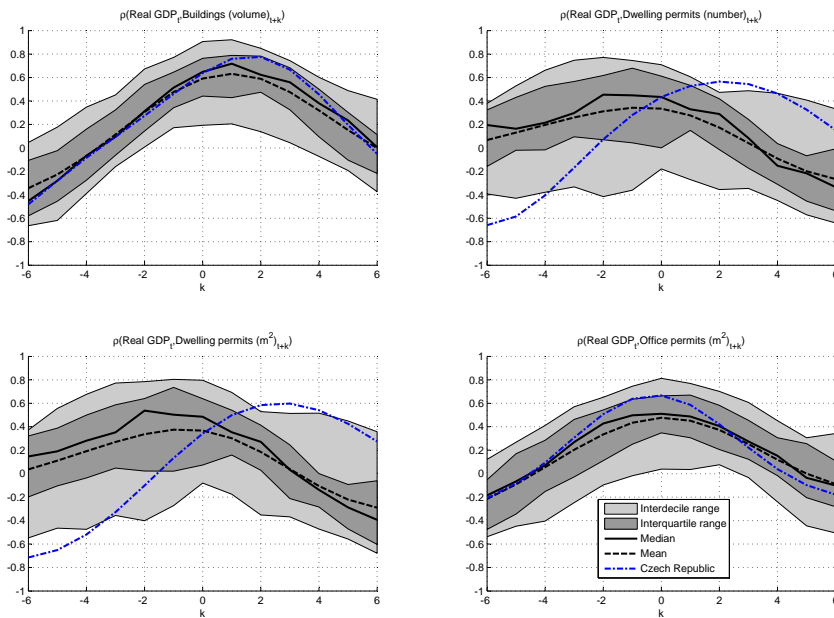 ρ(Real GDP_t,Buildings (volume)_{t+k})
1
0.8
0.6
0.4
0.2
0
-0.2
-0.4
-0.6
-0.8
-1
-6 -4 -2 0 2 4 6
k
ρ(Real GDP_t,Dwelling permits (number)_{t+k})
1
0.8
0.6
0.4
0.2
0
-0.2
-0.4
-0.6
-0.8
-1
-6 -4 -2 0 2 4 6
k
ρ(Real GDP_t,Dwelling permits (m²)_{t+k})
1
0.8
0.6
0.4
0.2
0
-0.2
-0.4
-0.6
-0.8
-1
-6 -4 -2 0 2 4 6
k
ρ(Real GDP_t,Office permits (m²)_{t+k})
1
0.8
0.6
0.4
0.2
0
-0.2
-0.4
-0.6
-0.8
-1
Interdecile range
Interquartile range
Median
Mean
Czech Republic
-6 -4 -2 0 2 4 6
k